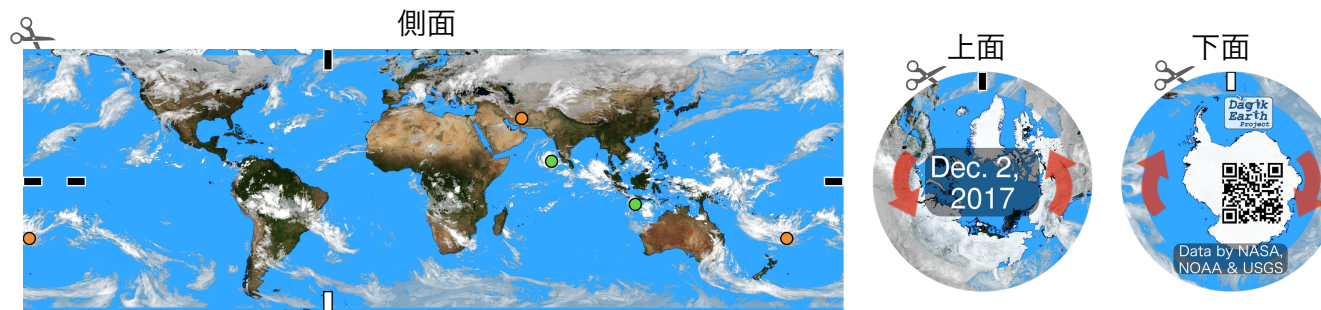 側面
上面
下面
Dec. 2,
2017
Dagik
Earth
Project
Data by NASA,
NOAA & USGS